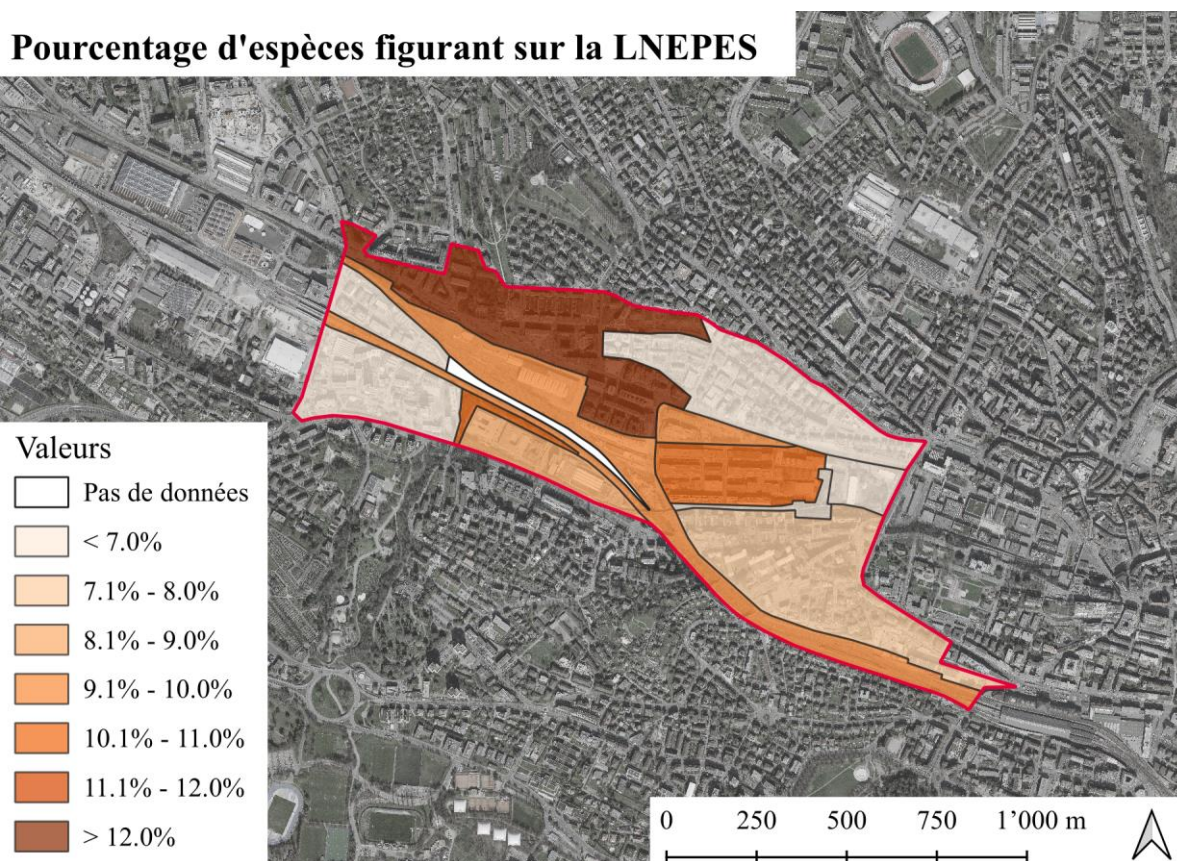 Pourcentage d'espèces figurant sur la LNEPES
Valeurs
Pas de données
< 7.0%
7.1% - 8.0%
8.1% - 9.0%
9.1% - 10.0%
10.1% - 11.0%
11.1% - 12.0%
> 12.0%
0 250 500 750 1’000 m